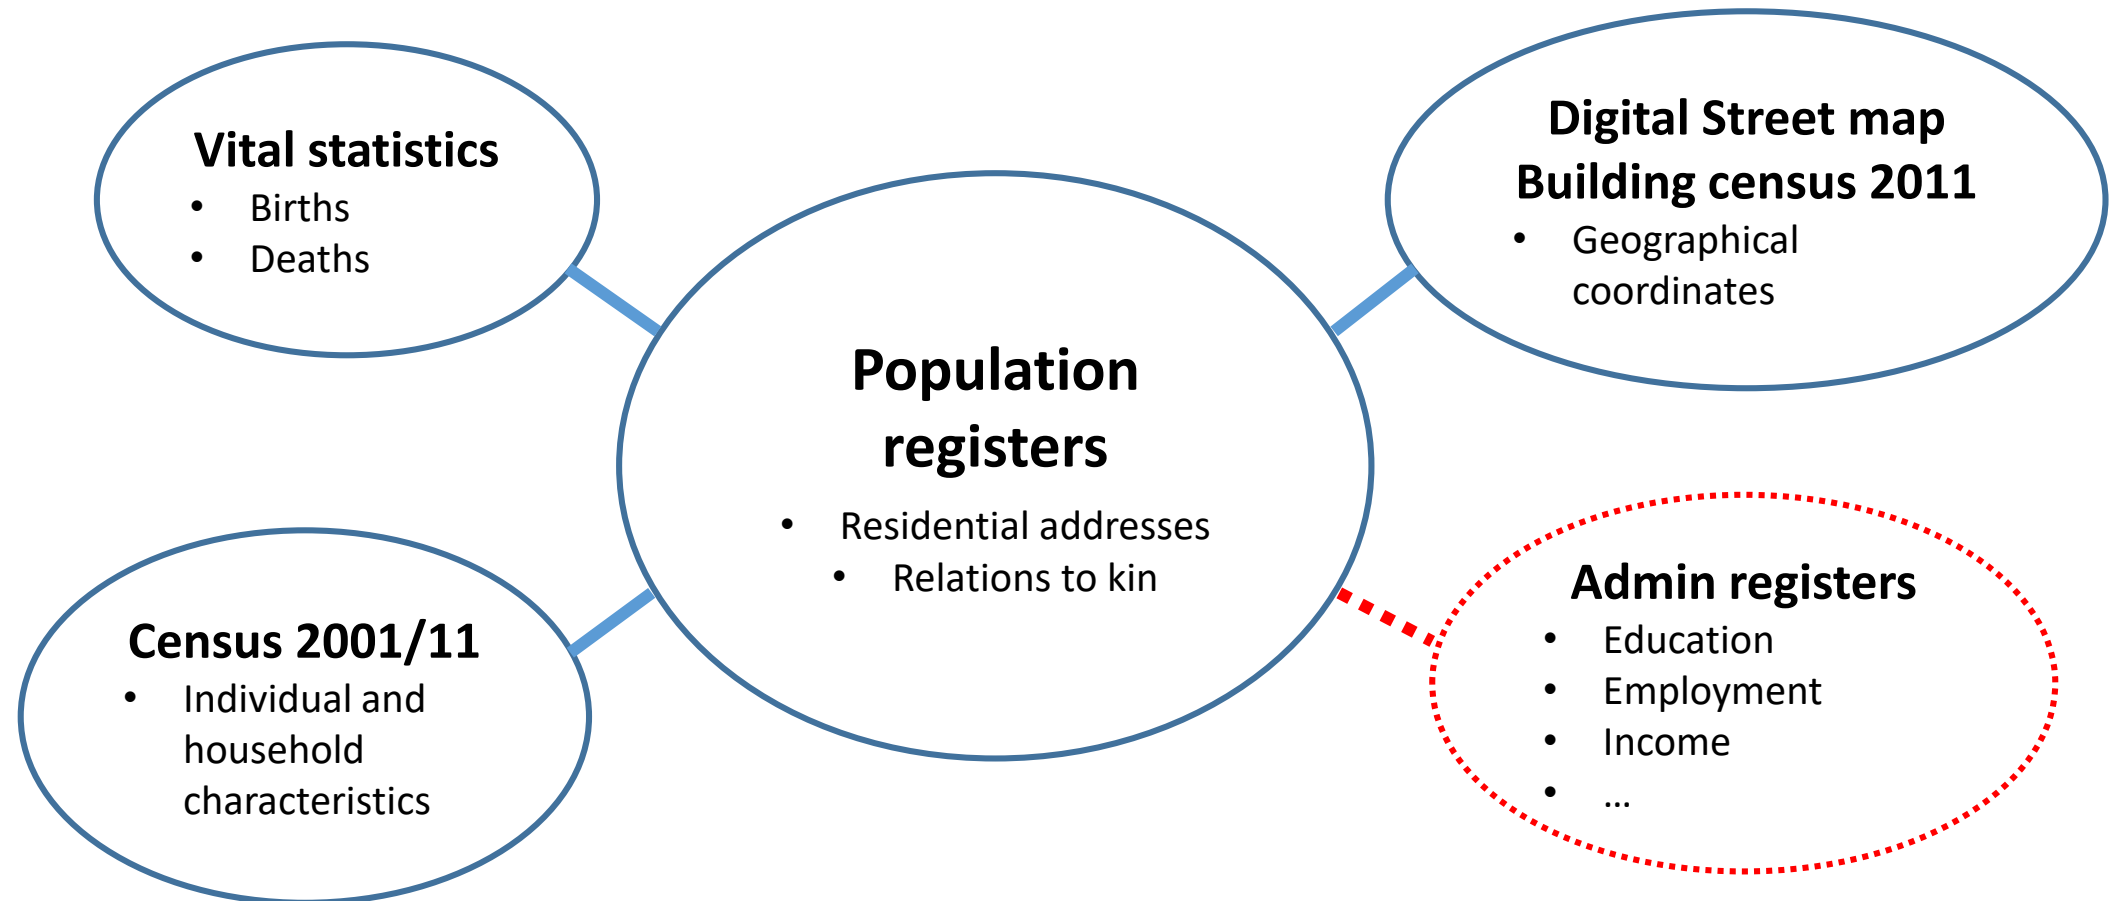 Vital statistics
• Births
• Deaths
Digital Street map
Building census 2011
• Geographical
coordinates
Population
registers
• Residential addresses
• Relations to kin
Census 2001/11
• Individual and
household
characteristics
Admin registers
• Education
• Employment
• Income
• ...